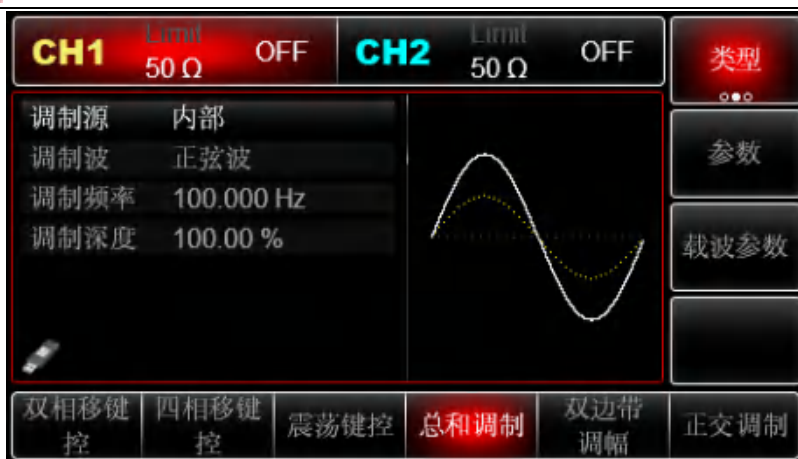 CH1 Limit 50 Ω OFF
CH2 Limit 50 Ω OFF
类型
调制源 内部
调制波 正弦波
调制频率 100.000 Hz
调制深度 100.00 %
参数
载波参数
双相移键
控
四相移键
控
震荡键控
总和调制
双边带
调幅
正交调制